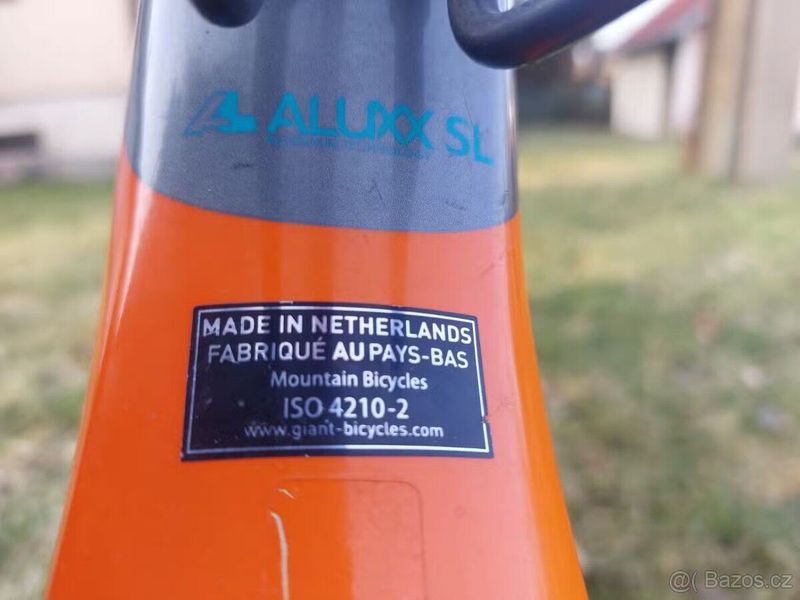 ALUXX SL
MADE IN NETHERLANDS
FABRIQUÉ AU PAYS-BAS
Mountain Bicycles
ISO 4210-2
www.giant-bicycles.com
@( Bazos.cz